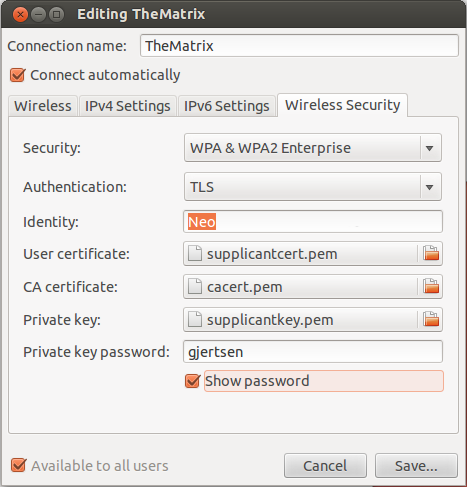 Editing TheMatrix
Connection name: TheMatrix
Connect automatically
Wireless IPv4 Settings IPv6 Settings Wireless Security
Security: WPA & WPA2 Enterprise
Authentication: TLS
Identity: Neo
User certificate: supplicantcert.pem
CA certificate: cacert.pem
Private key: supplicantkey.pem
Private key password: gjertsen
Show password
Available to all users Cancel Save...